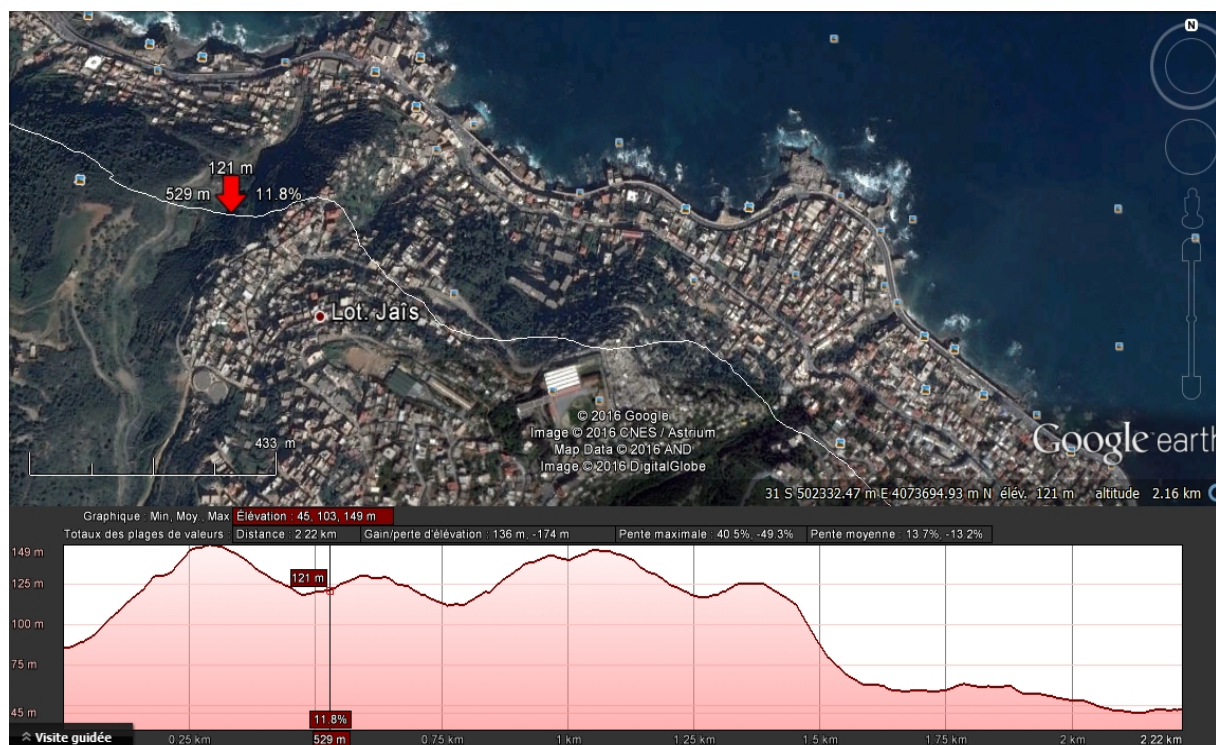 N
121 m
529 m 11.8%
Lot. Jaïs
© 2016 Google
Image © 2016 CNES / Astrium
Map Data © 2016 AND
Image © 2016 DigitalGlobe
433 m
Google earth
31 S 502332.47 m E 4073694.93 m N élév. 121 m altitude 2.16 km
Graphique : Min, Moy., Max Élévation : 45, 103, 149 m
Totaux des plages de valeurs : Distance : 2.22 km Gain/perte d'élévation : 136 m, -174 m Pente maximale : 40.5%, -49.3% Pente moyenne : 13.7%, -13.2%
149 m
125 m
121 m
100 m
75 m
45 m
11.8%
Visite guidée
0.25 km 529 m 0.75 km 1 km 1.25 km 1.5 km 1.75 km 2 km 2.22 km